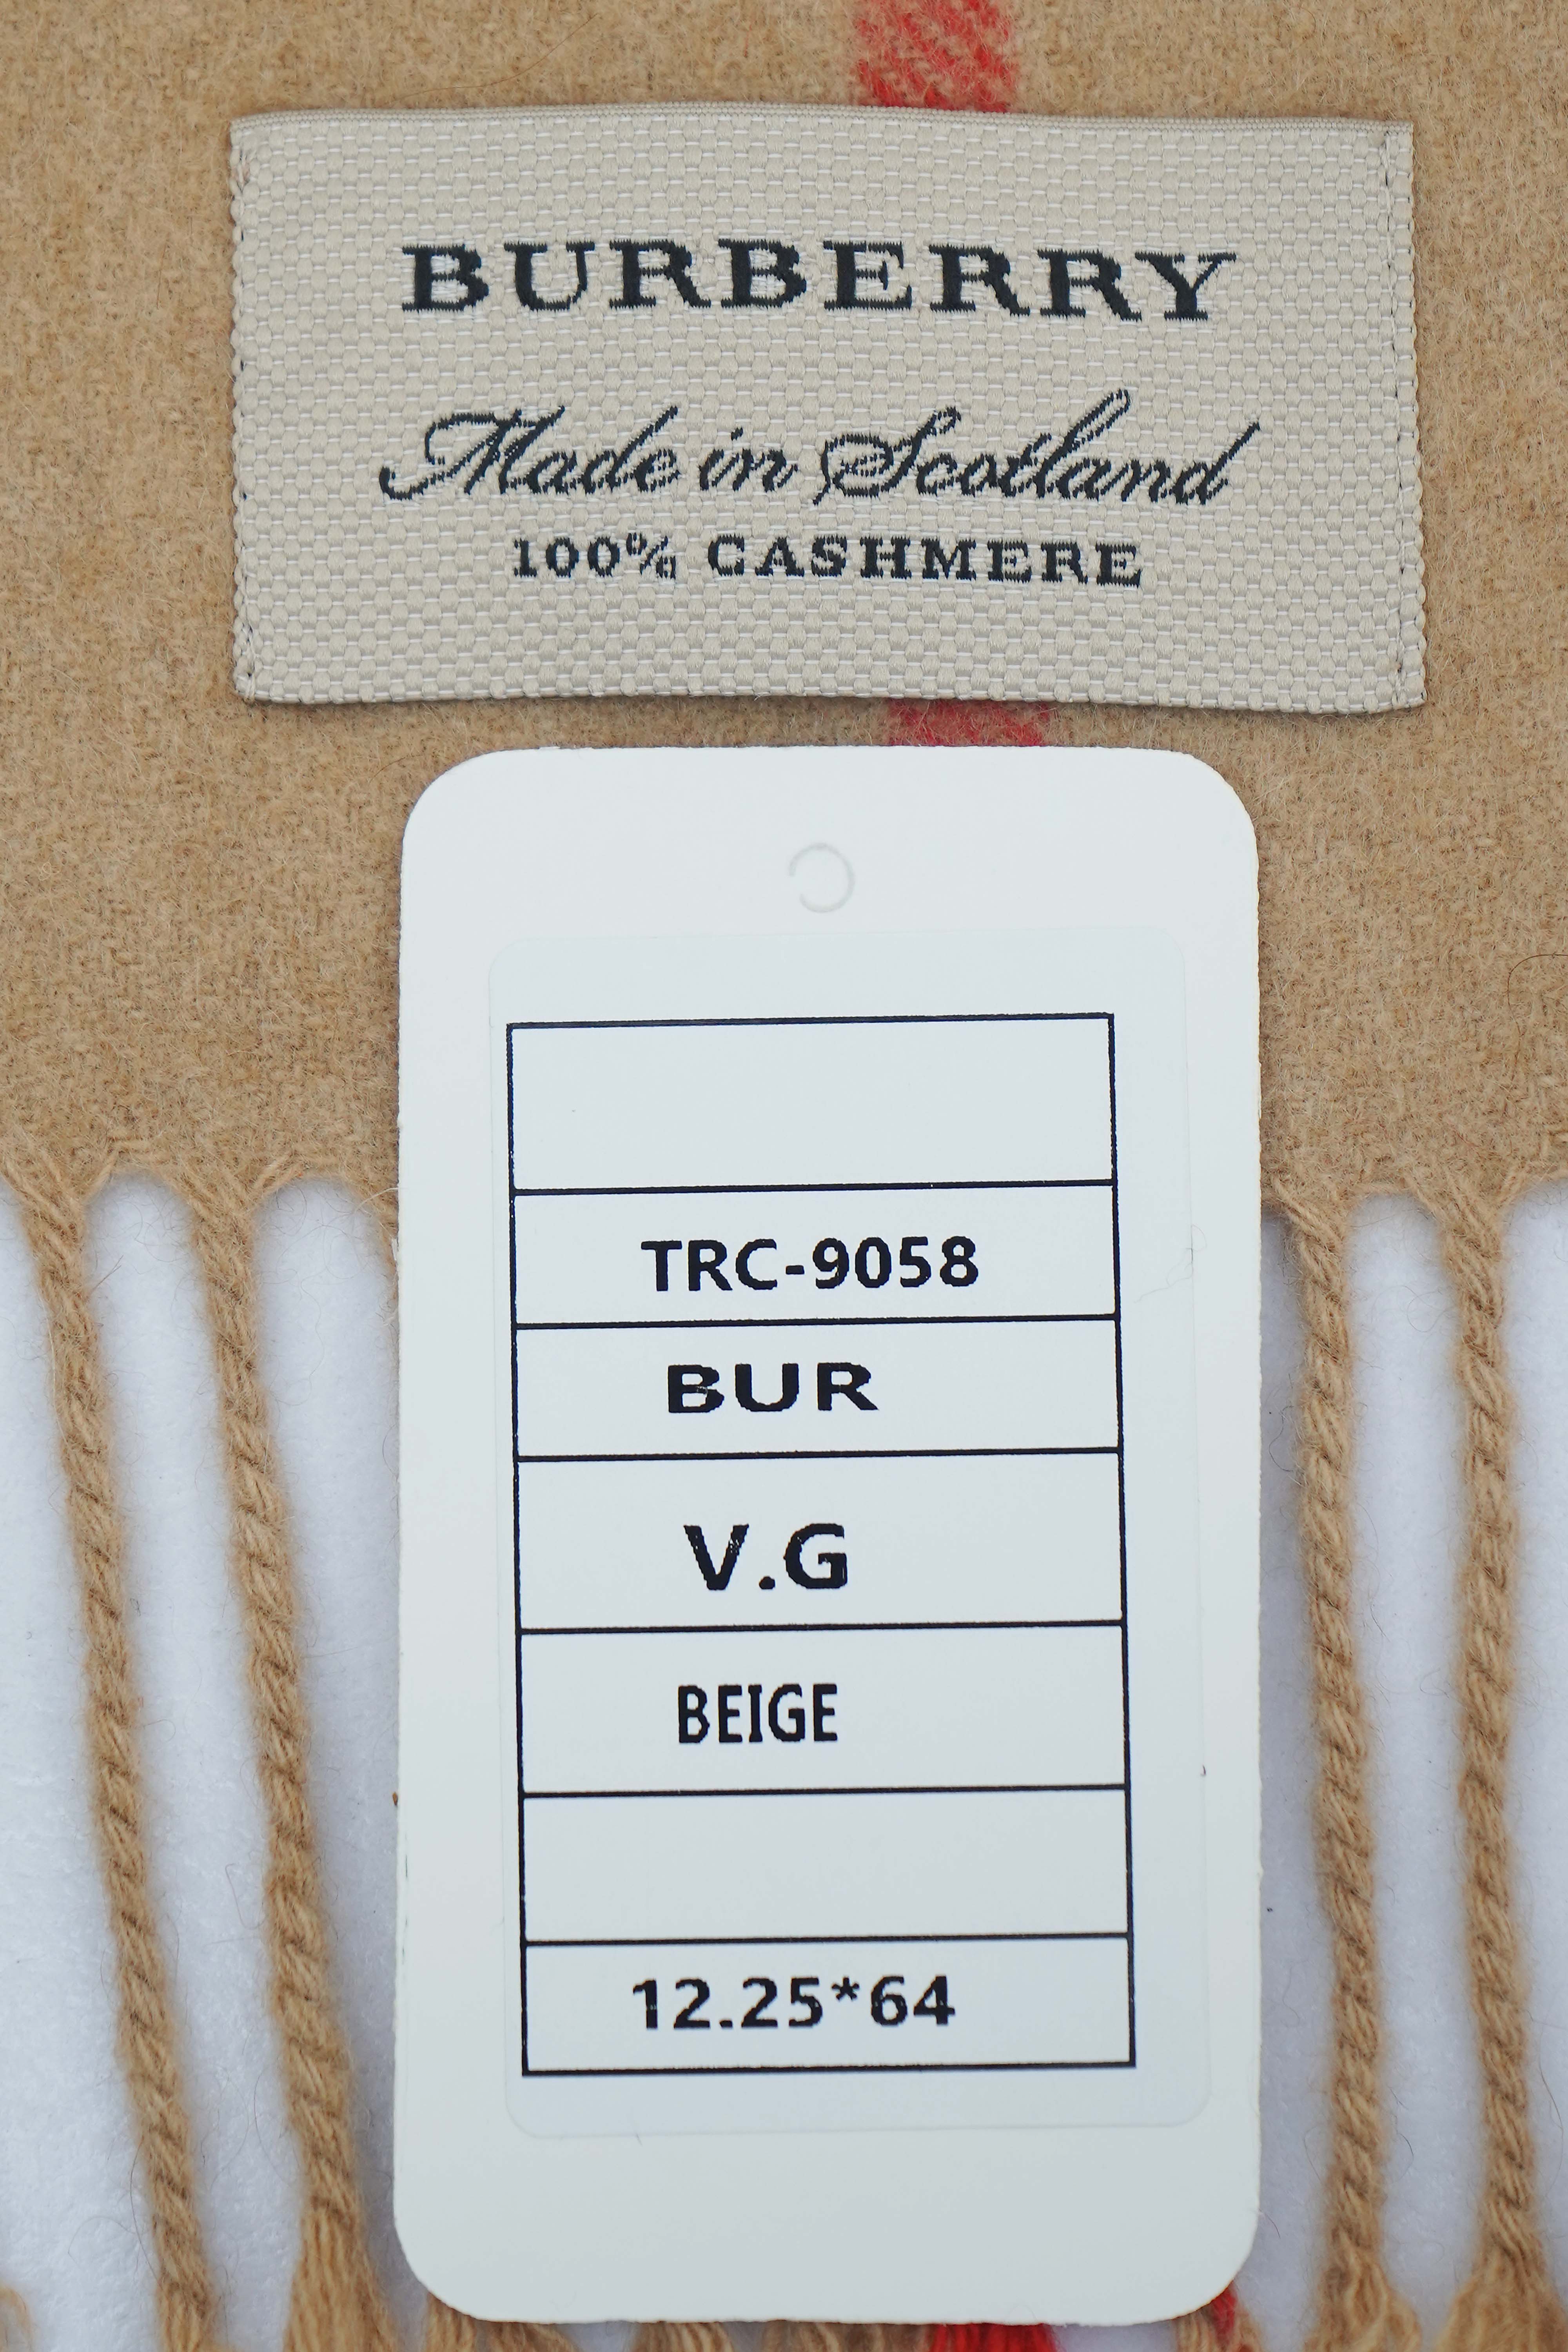 BURBERRY
Made in Scotland
100% CASHMERE
TRC-9058
BUR
V.G
BEIGE
12.25*64